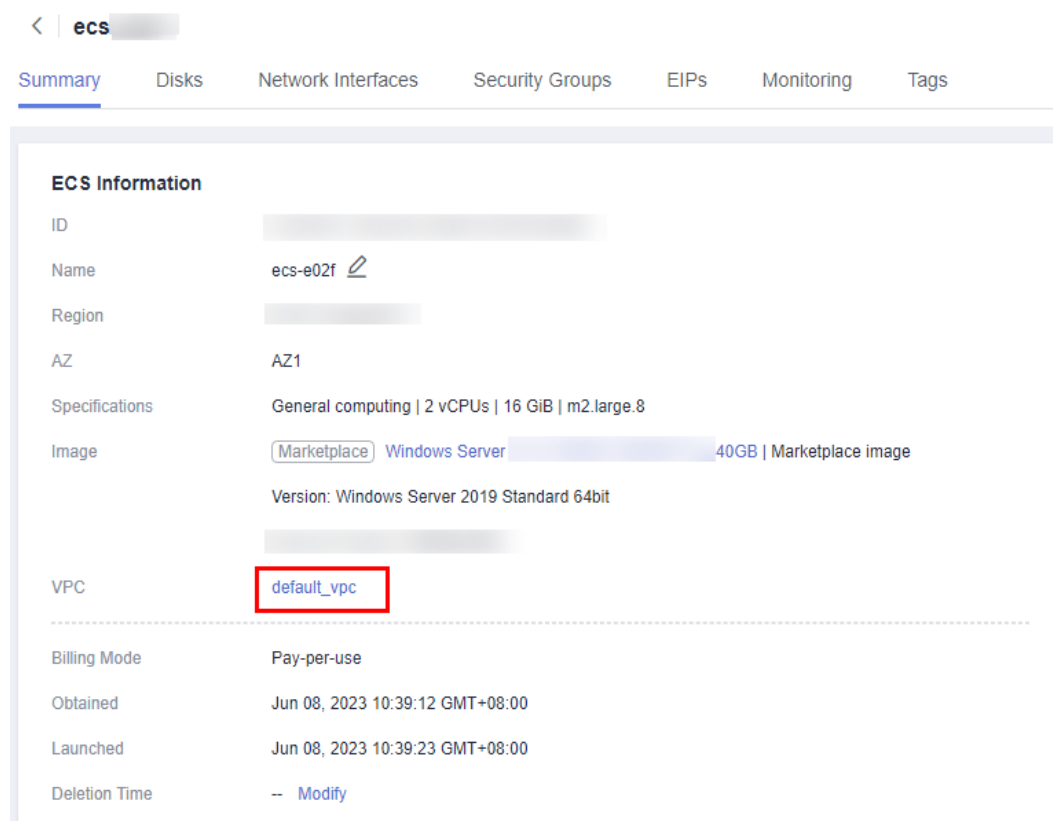 ecs
Summary Disks Network Interfaces Security Groups EIPs Monitoring Tags
ECS Information
ID
Name ecs-e02f
Region
AZ AZ1
Specifications General computing | 2 vCPUs | 16 GiB | m2.large.8
Image Marketplace Windows Server 40GB | Marketplace image
Version: Windows Server 2019 Standard 64bit
VPC default_vpc
Billing Mode Pay-per-use
Obtained Jun 08, 2023 10:39:12 GMT+08:00
Launched Jun 08, 2023 10:39:23 GMT+08:00
Deletion Time -- Modify